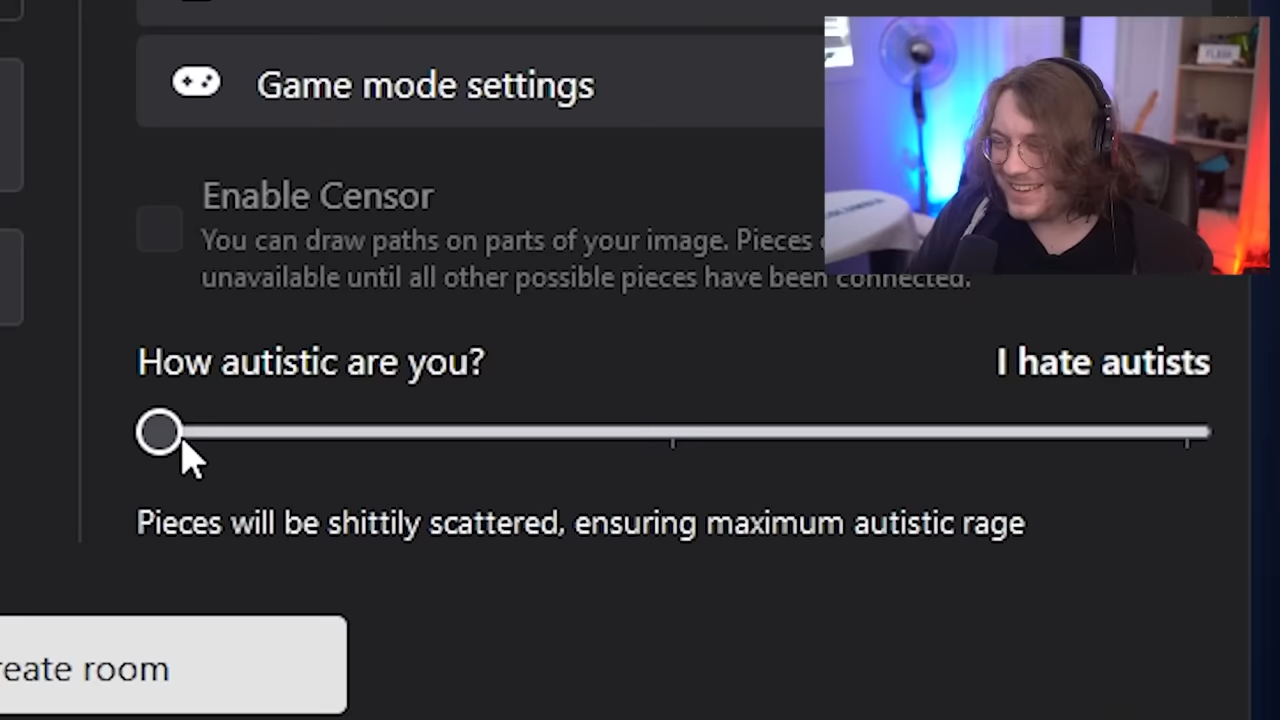 Game mode settings
Enable Censor
You can draw paths on parts of your image. Pieces
unavailable until all other possible pieces have been connected.
How autistic are you?
I hate autists
Pieces will be shittily scattered, ensuring maximum autistic rage
reate room